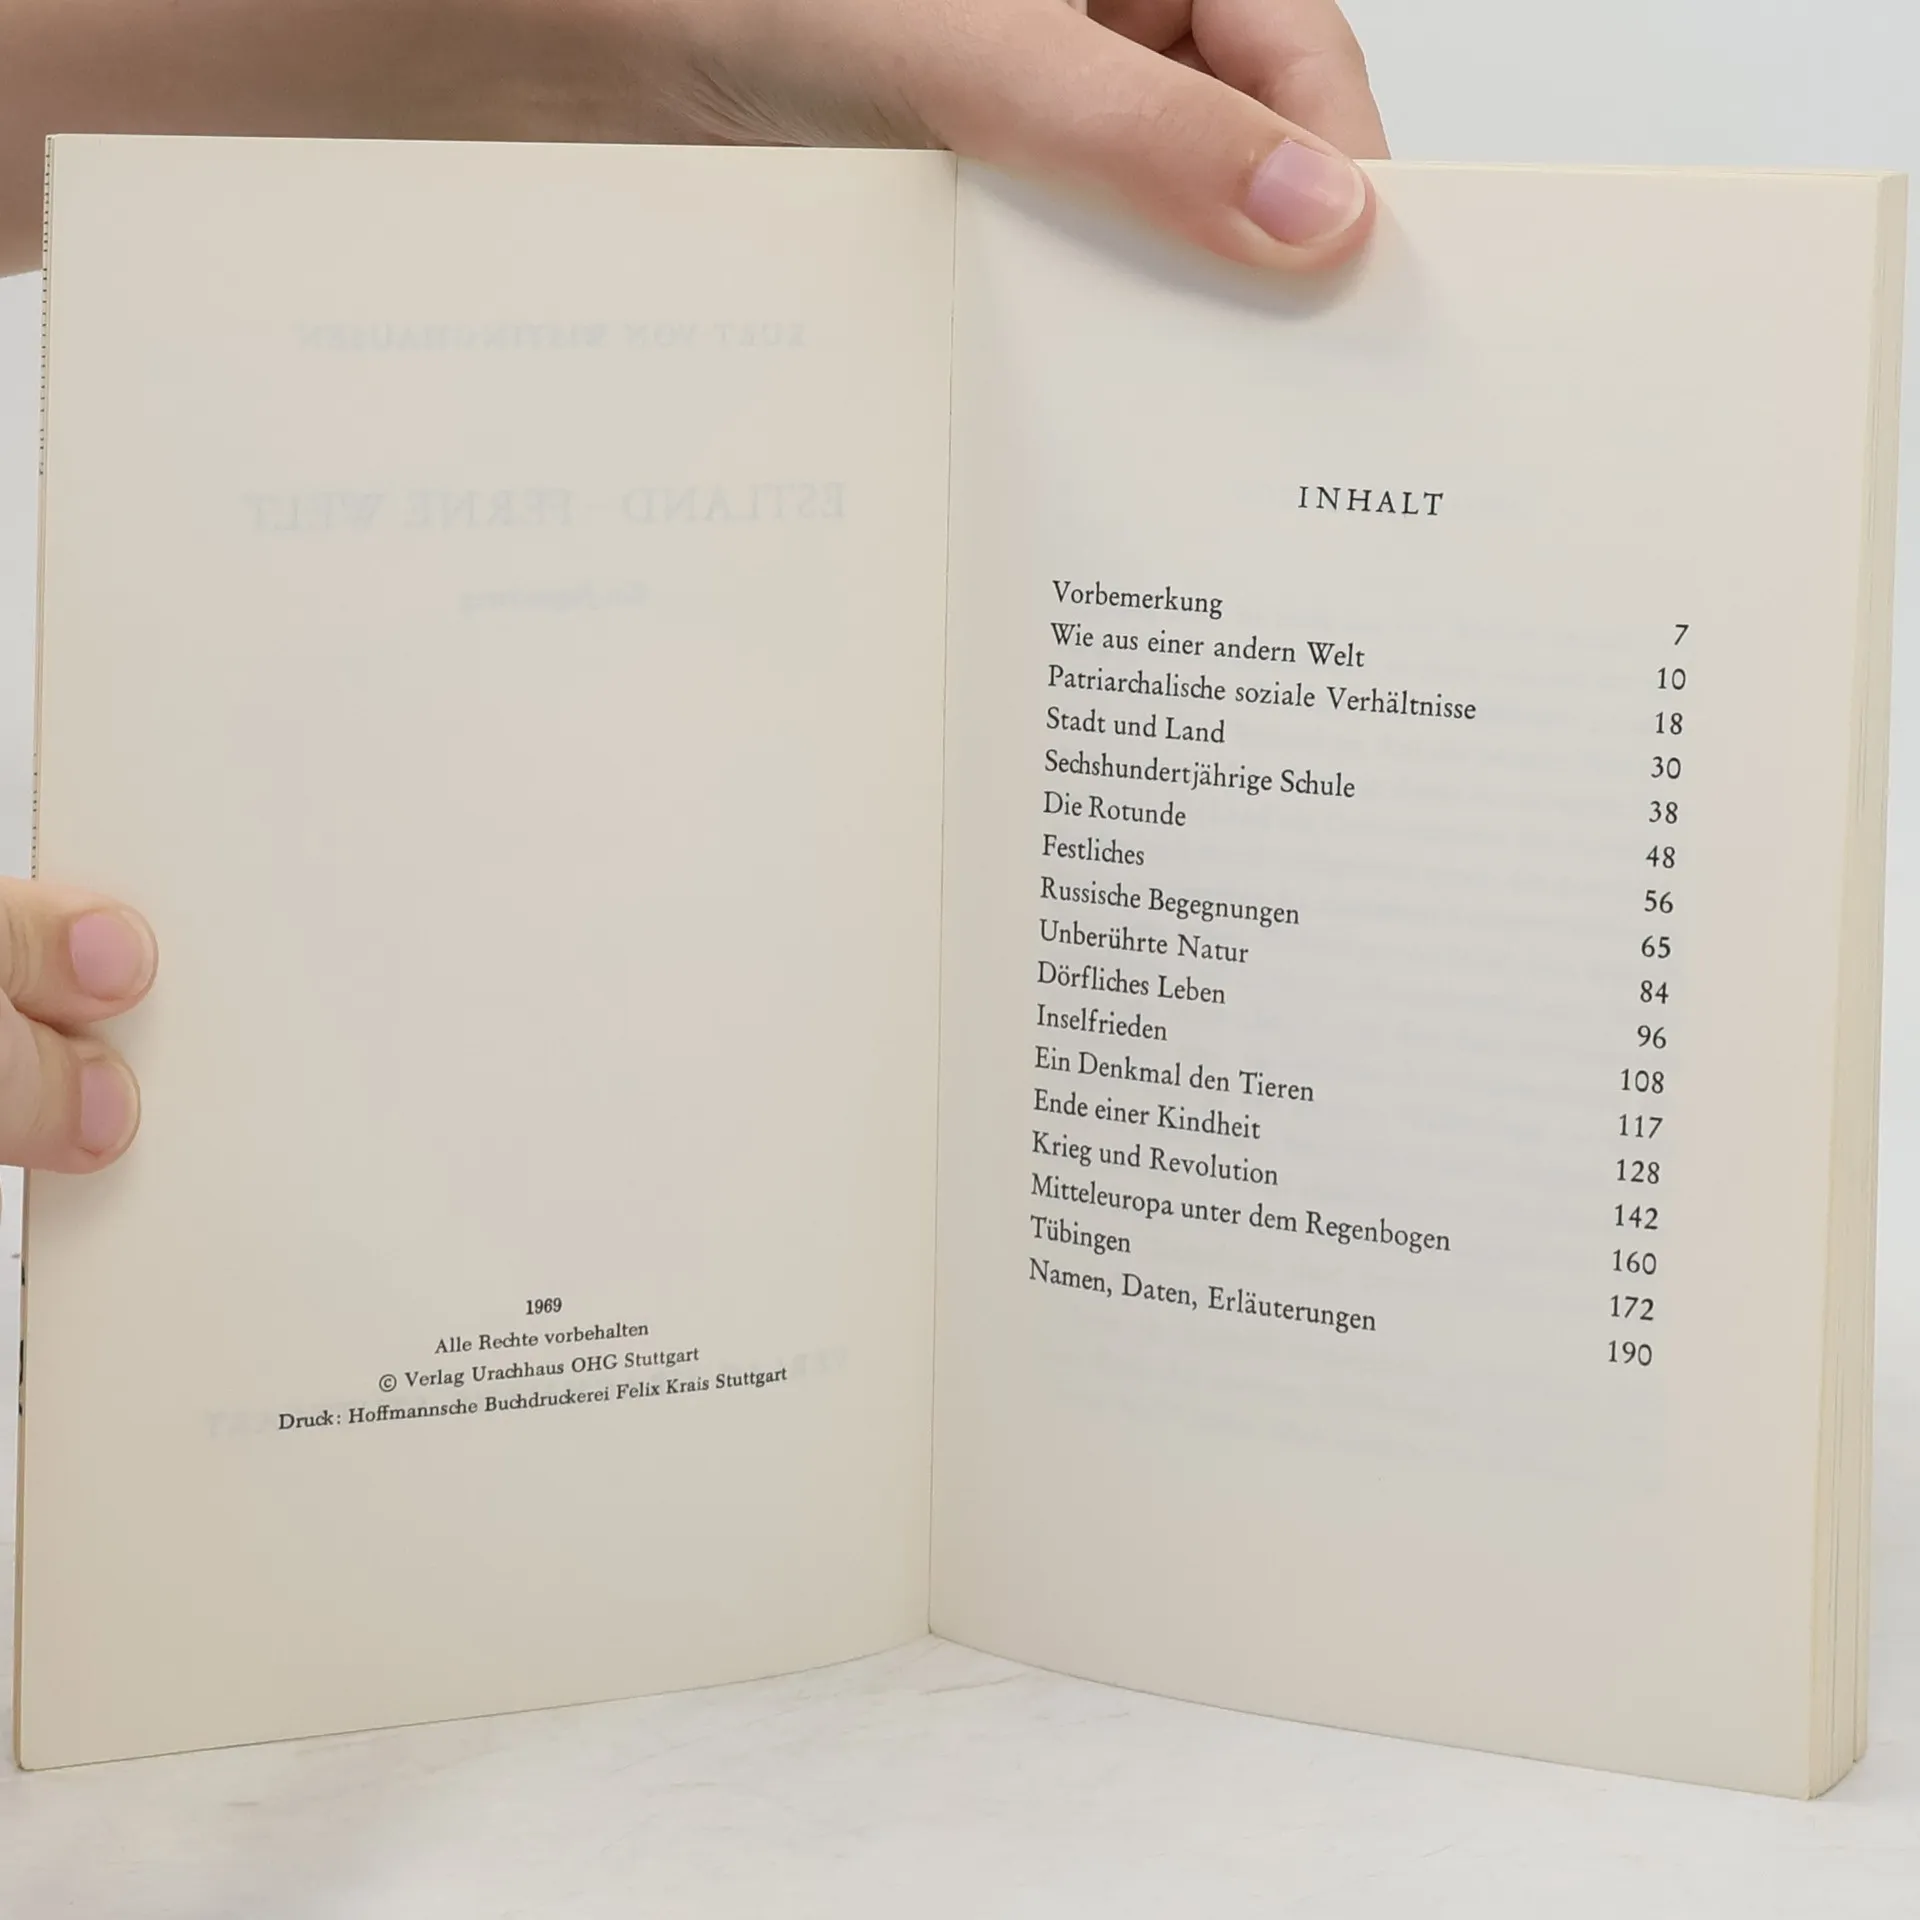 1969
Alle Rechte vorbehalten
© Verlag Urachhaus OHG Stuttgart
Druck: Hoffmannsche Buchdruckerei Felix Krais Stuttgart
INHALT
Vorbemerkung 7
Wie aus einer andern Welt 10
Patriarchalische soziale Verhältnisse 18
Stadt und Land 30
Sechshundertjährige Schule 38
Die Rotunde 48
Festliches 56
Russische Begegnungen 65
Unberührte Natur 84
Dörfliches Leben 96
Inselfrieden 108
Ein Denkmal den Tieren 117
Ende einer Kindheit 128
Krieg und Revolution 142
Mitteleuropa unter dem Regenbogen 160
Tübingen 172
Namen, Daten, Erläuterungen 190